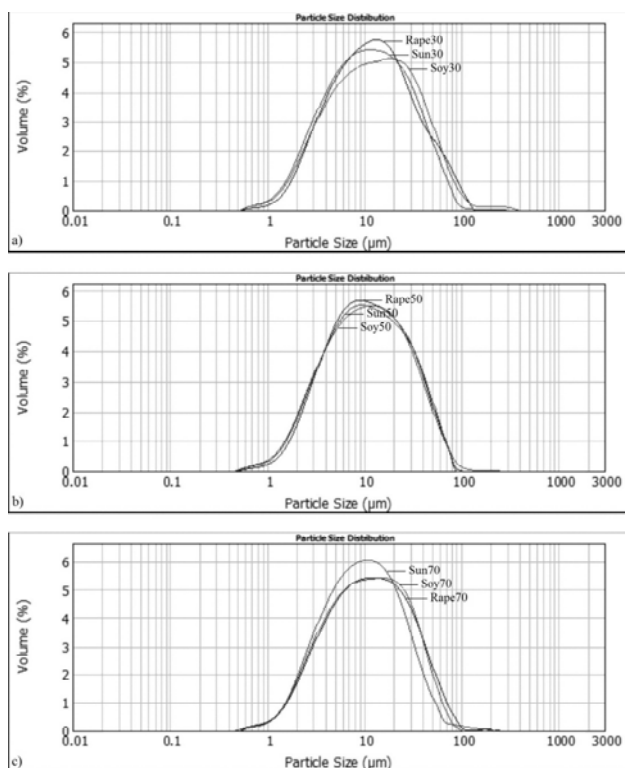 Particle Size Distribution
6
5
4
3
2
1
0
Volume (%)
Rape30
Sun30
Soy30
0.01 0.1 1 10 100 1000 3000
Particle Size (µm)
a)
Particle Size Distribution
6
5
4
3
2
1
0
Volume (%)
Rape50
Sun50
Soy50
0.01 0.1 1 10 100 1000 3000
Particle Size (µm)
b)
Particle Size Distribution
6
5
4
3
2
1
0
Volume (%)
Sun70
Soy70
Rape70
0.01 0.1 1 10 100 1000 3000
Particle Size (µm)
c)